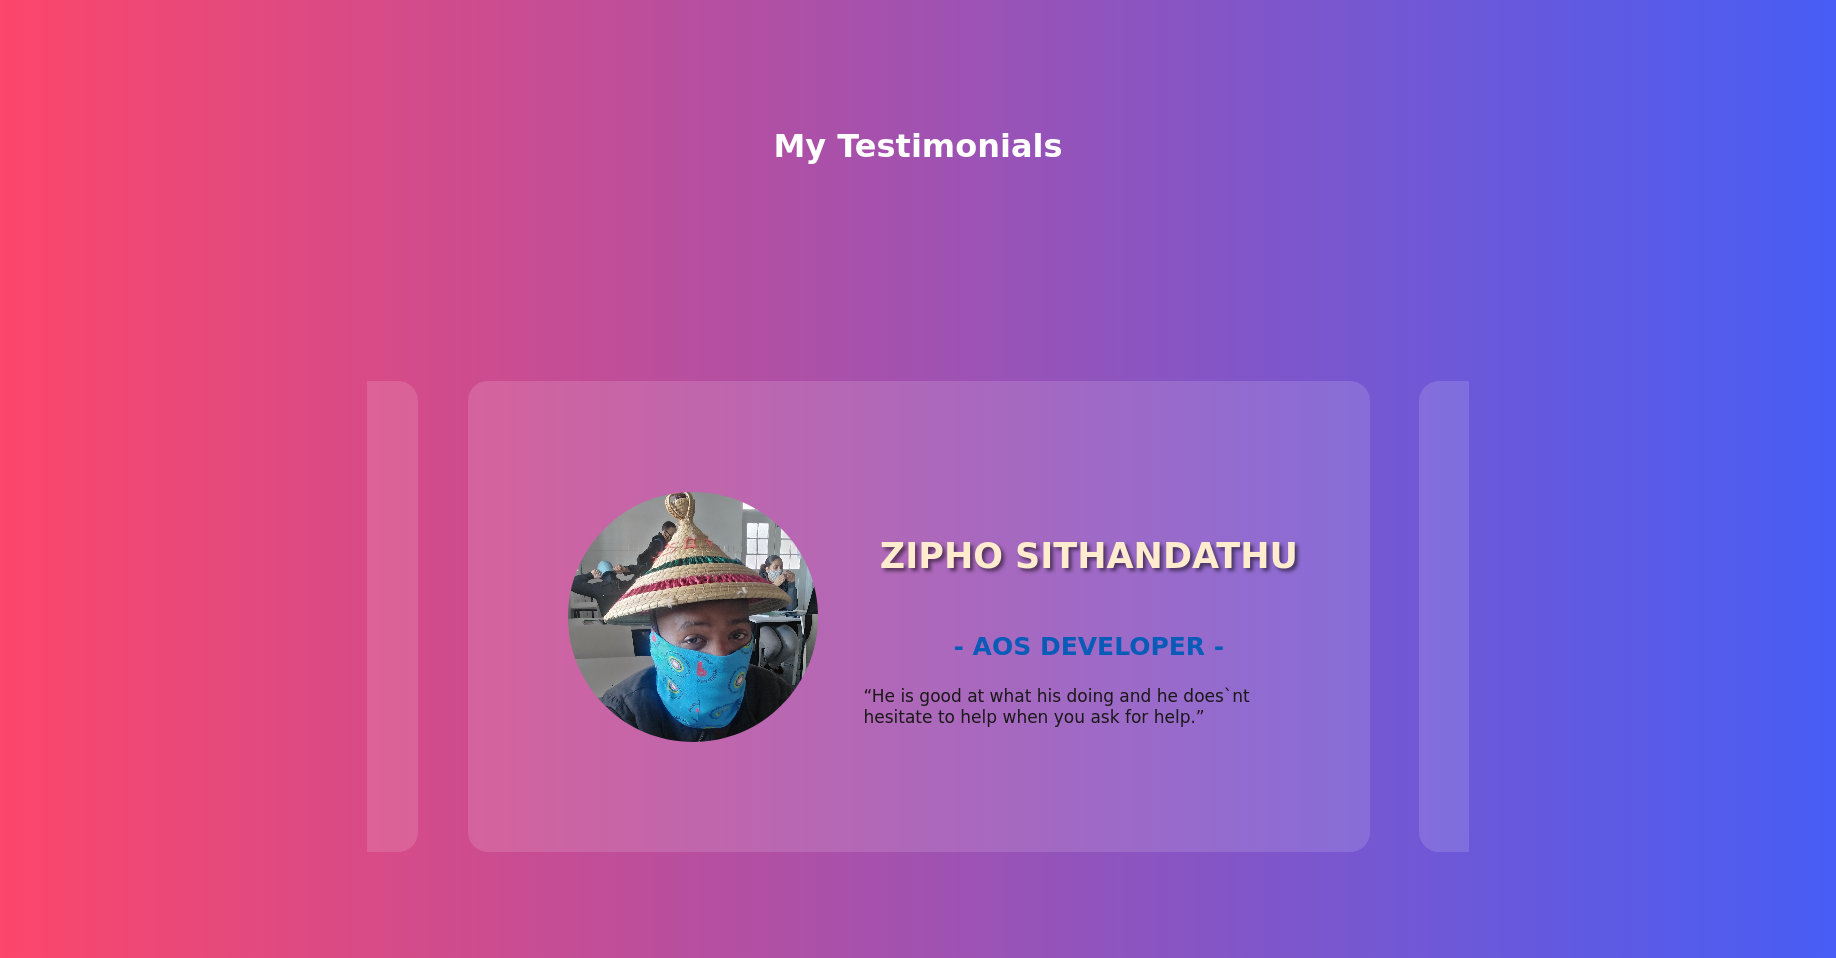 My Testimonials
ZIPHO SITHANDATHU
- AOS DEVELOPER -
“He is good at what his doing and he does`nt
hesitate to help when you ask for help.”